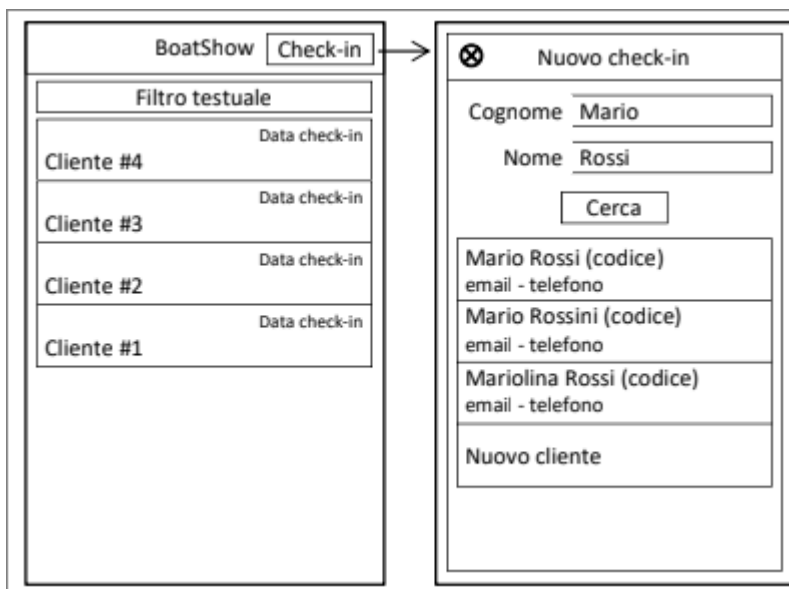 BoatShow Check-in
Filtro testuale
Data check-in
Cliente #4
Data check-in
Cliente #3
Data check-in
Cliente #2
Data check-in
Cliente #1
Nuovo check-in
Cognome Mario
Nome Rossi
Cerca
Mario Rossi (codice)
email - telefono
Mario Rossini (codice)
email - telefono
Mariolina Rossi (codice)
email - telefono
Nuovo cliente